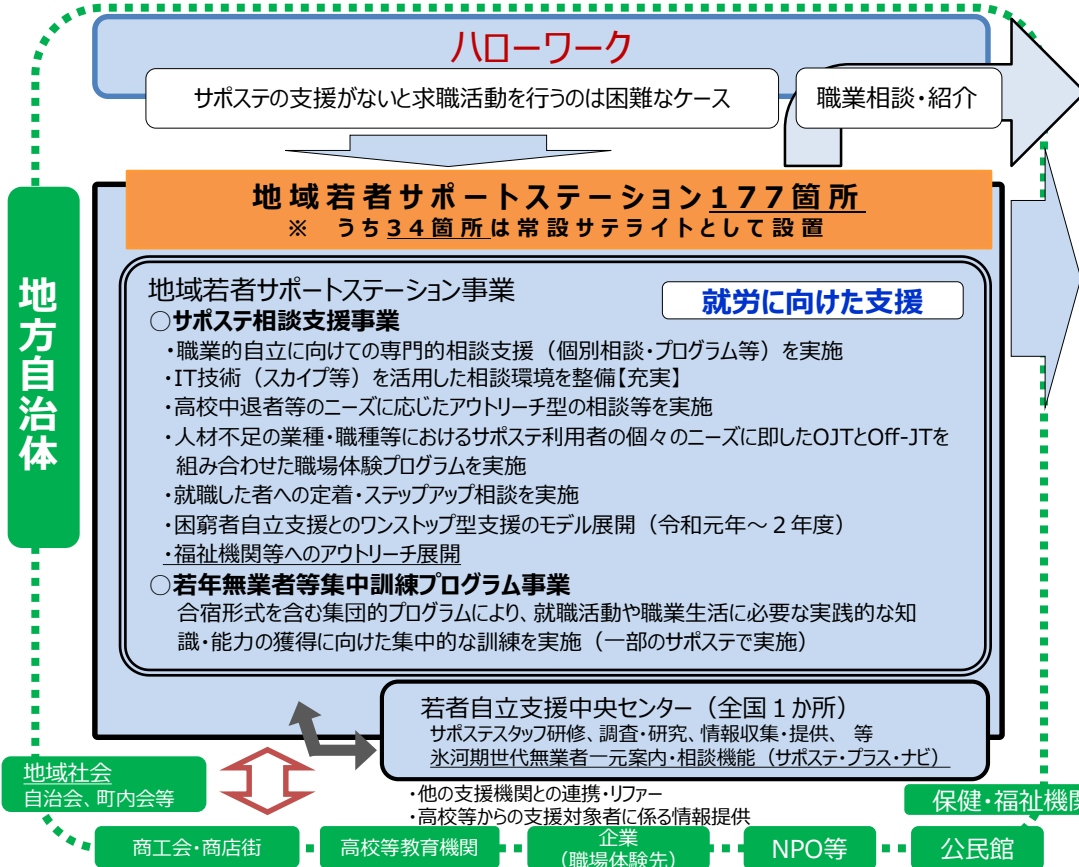 ハローワーク
サポステの支援がないと求職活動を行うのは困難なケース
職業相談・紹介
地域若者サポートステーション177箇所
※ うち34箇所は常設サテライトとして設置
地方自治体
地域若者サポートステーション事業
就労に向けた支援
○サポステ相談支援事業
・職業的自立に向けての専門的相談支援（個別相談・プログラム等）を実施
・IT技術（スカイプ等）を活用した相談環境を整備【充実】
・高校中退者等のニーズに応じたアウトリーチ型の相談等を実施
・人材不足の業種・職種等におけるサポステ利用者の個々のニーズに即したOJTとOff-JTを
組み合わせた職場体験プログラムを実施
・就職した者への定着・ステップアップ相談を実施
・困窮者自立支援とのワンストップ型支援のモデル展開（令和元年～２年度）
・福祉機関等へのアウトリーチ展開
○若年無業者等集中訓練プログラム事業
合宿形式を含む集団的プログラムにより、就職活動や職業生活に必要な実践的な知
識・能力の獲得に向けた集中的な訓練を実施（一部のサポステで実施）
若者自立支援中央センター（全国１か所）
サポステスタッフ研修、調査・研究、情報収集・提供、 等
氷河期世代無業者一元案内・相談機能（サポステ・プラス・ナビ）
地域社会
自治会、町内会等
・他の支援機関との連携・リファー
・高校等からの支援対象者に係る情報提供
保健・福祉機関
商工会・商店街
高校等教育機関
企業
（職場体験先）
NPO等
公民館